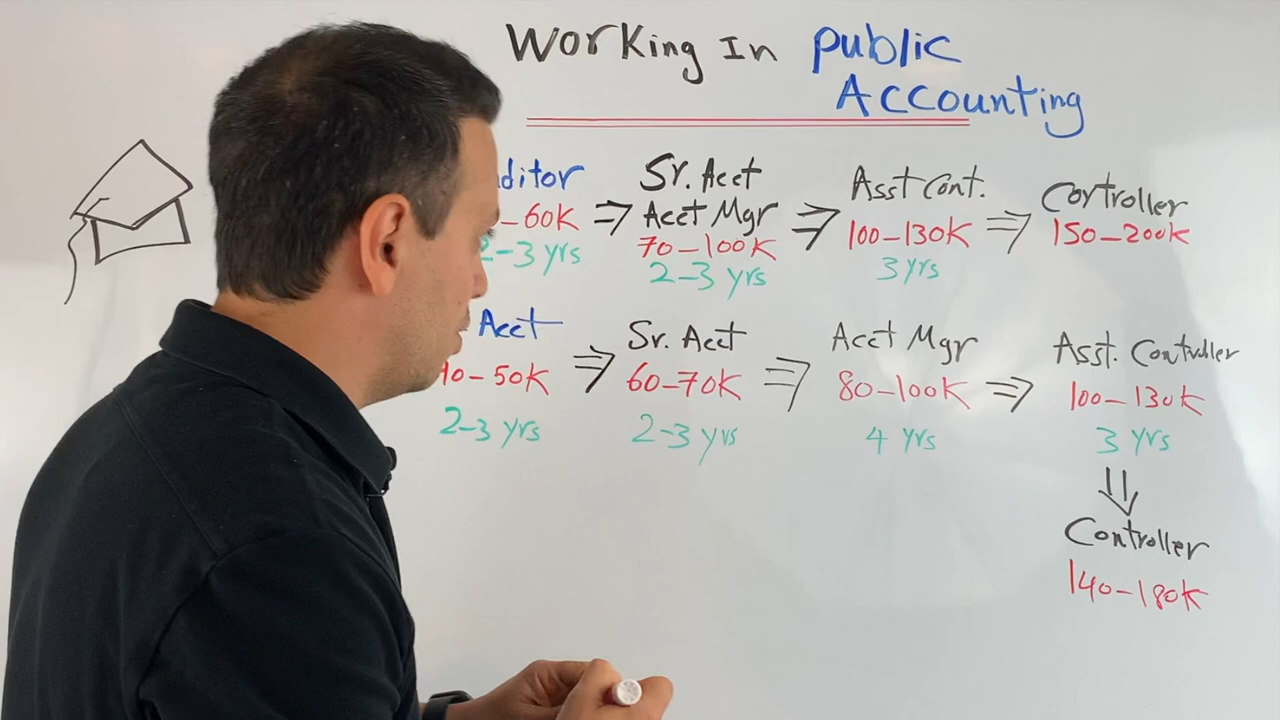 Working In public
Accounting
ditor
Sr. Acct
Acct Mgr
Asst Cont.
Controller
-60K
70-100K
100-130K
150-200K
2-3 yrs
2-3 yrs
3 yrs
Acct
Sr. Acct
Acct Mgr
Asst. Controller
40-50K
60-70K
80-100K
100-130K
2-3 yrs
2-3 yrs
4 yrs
3 yrs
Controller
140-180K